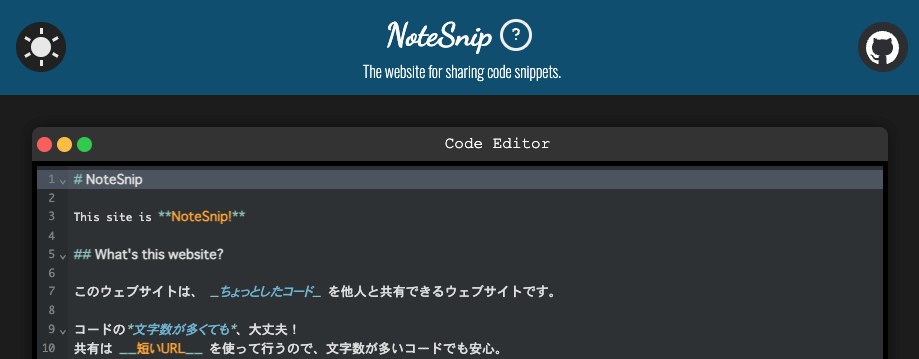 NoteSnip ?
The website for sharing code snippets.
Code Editor
1 # NoteSnip
2
3 This site is **NoteSnip!**
4
5 ## What's this website?
6
7 このウェブサイトは、 _ちょっとしたコード_ を他人と共有できるウェブサイトです。
8
9 コードの*文字数が多くても*、大丈夫！
10 共有は __短いURL__ を使って行うので、文字数が多いコードでも安心。